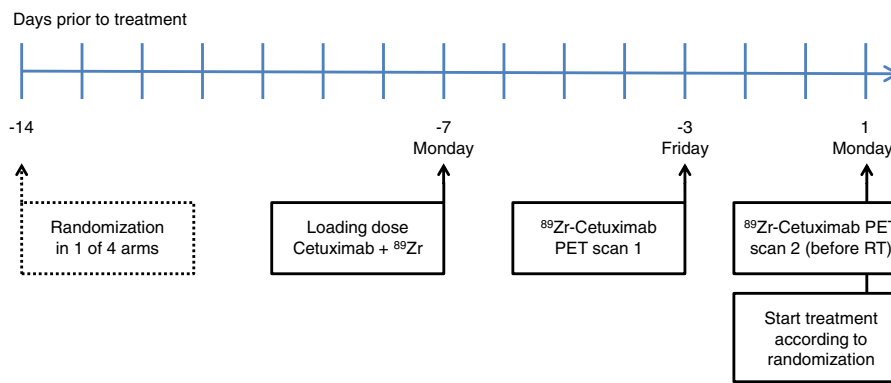 Days prior to treatment
-14
-7
Monday
-3
Friday
1
Monday
Randomization
in 1 of 4 arms
Loading dose
Cetuximab + ⁸⁹Zr
⁸⁹Zr-Cetuximab
PET scan 1
⁸⁹Zr-Cetuximab PET
scan 2 (before RT)
Start treatment
according to
randomization